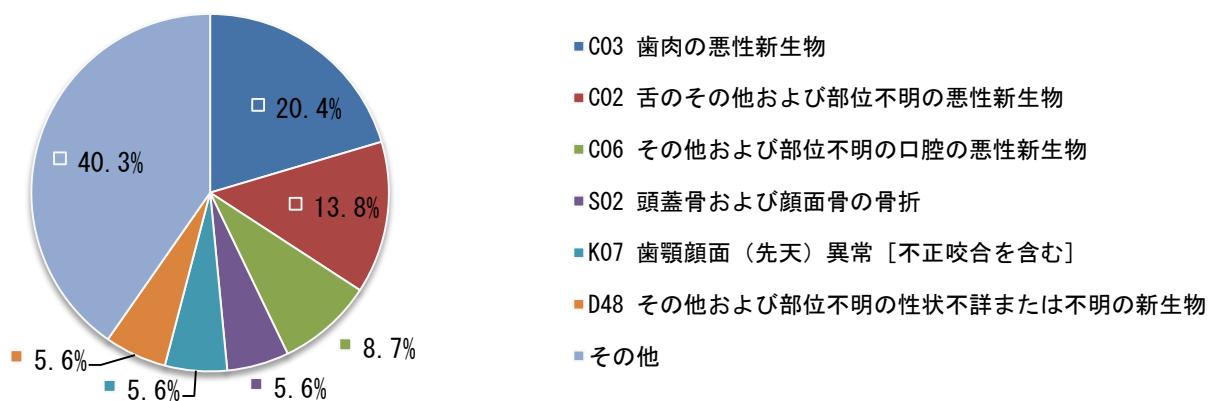 20.4%
40.3%
13.8%
8.7%
5.6%
5.6%
5.6%
C03 歯肉の悪性新生物
C02 舌のその他および部位不明の悪性新生物
C06 その他および部位不明の口腔の悪性新生物
S02 頭蓋骨および顔面骨の骨折
K07 歯顎顔面（先天）異常［不正咬合を含む］
D48 その他および部位不明の性状不詳または不明の新生物
その他